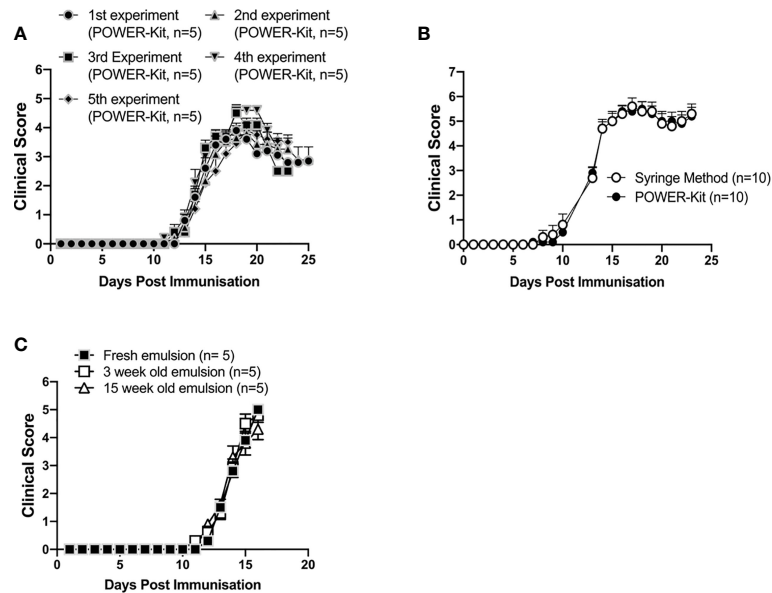 A
1st experiment
(POWER-Kit, n=5)
2nd experiment
(POWER-Kit, n=5)
3rd Experiment
(POWER-Kit, n=5)
4th experiment
(POWER-Kit, n=5)
5th experiment
(POWER-Kit, n=5)
Clinical Score
6
5
4
3
2
1
0
0 5 10 15 20 25
Days Post Immunisation
B
Clinical Score
7
6
5
4
3
2
1
0
Syringe Method (n=10)
POWER-Kit (n=10)
0 5 10 15 20 25
Days Post Immunisation
C
Fresh emulsion (n= 5)
3 week old emulsion (n=5)
15 week old emulsion (n=5)
Clinical Score
6
5
4
3
2
1
0
0 5 10 15 20
Days Post Immunisation